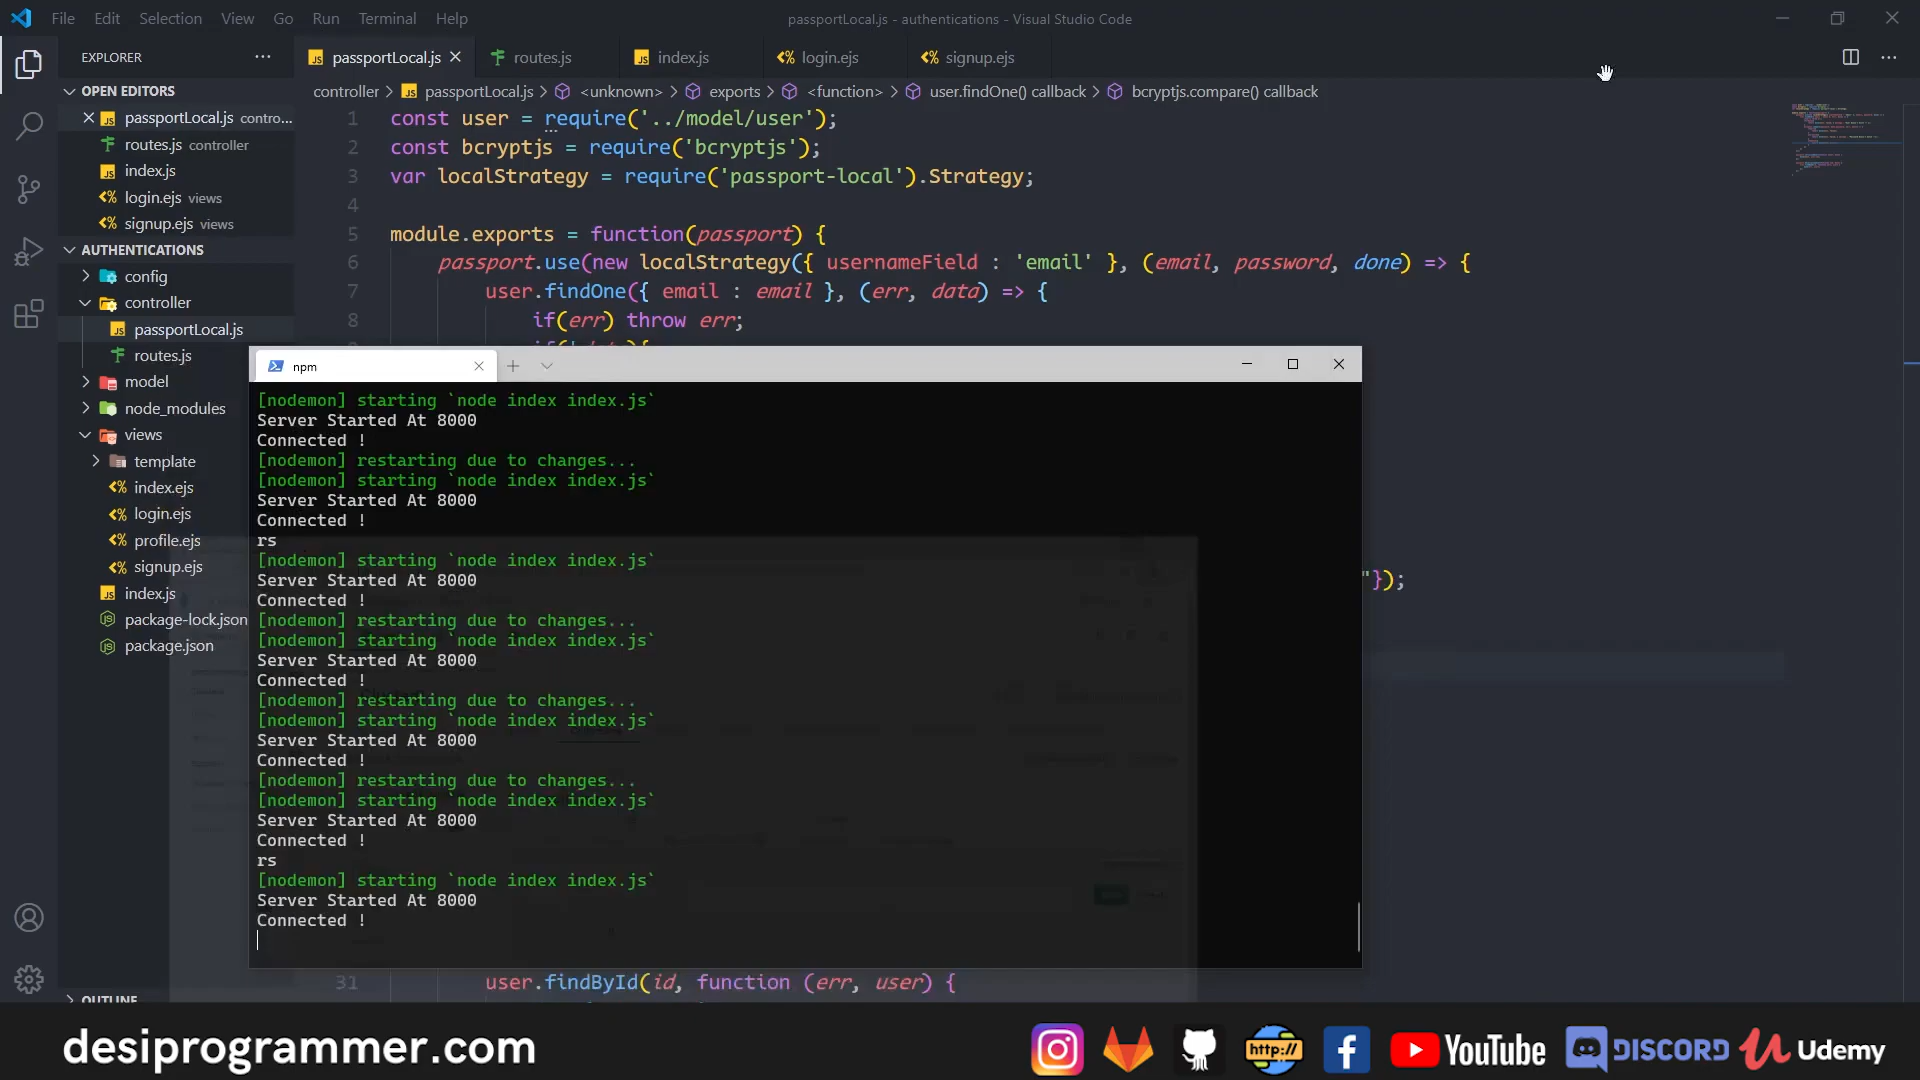 File Edit Selection View Go Run Terminal Help
passportLocal.js - authentications - Visual Studio Code
EXPLORER
passportLocal.js routes.js index.js login.ejs signup.ejs
OPEN EDITORS
passportLocal.js contro...
routes.js controller
index.js
login.ejs views
signup.ejs views
AUTHENTICATIONS
config
controller
passportLocal.js
routes.js
model
node_modules
views
template
index.ejs
login.ejs
profile.ejs
signup.ejs
index.js
package-lock.json
package.json
OUTLINE
controller > passportLocal.js > <unknown> > exports > <function> > user.findOne() callback > bcryptjs.compare() callback
1 const user = require('../model/user');
2 const bcryptjs = require('bcryptjs');
3 var localStrategy = require('passport-local').Strategy;
4
5 module.exports = function(passport) {
6 passport.use(new localStrategy({ usernameField : 'email' }, (email, password, done) => {
7 user.findOne({ email : email }, (err, data) => {
8 if(err) throw err;
"});
npm
[nodemon] starting `node index index.js`
Server Started At 8000
Connected !
[nodemon] restarting due to changes...
[nodemon] starting `node index index.js`
Server Started At 8000
Connected !
rs
[nodemon] starting `node index index.js`
Server Started At 8000
Connected !
[nodemon] restarting due to changes...
[nodemon] starting `node index index.js`
Server Started At 8000
Connected !
[nodemon] restarting due to changes...
[nodemon] starting `node index index.js`
Server Started At 8000
Connected !
[nodemon] restarting due to changes...
[nodemon] starting `node index index.js`
Server Started At 8000
Connected !
rs
[nodemon] starting `node index index.js`
Server Started At 8000
Connected !
31 user.findById(id, function (err, user) {
desiprogrammer.com
http://
YouTube
DISCORD
Udemy